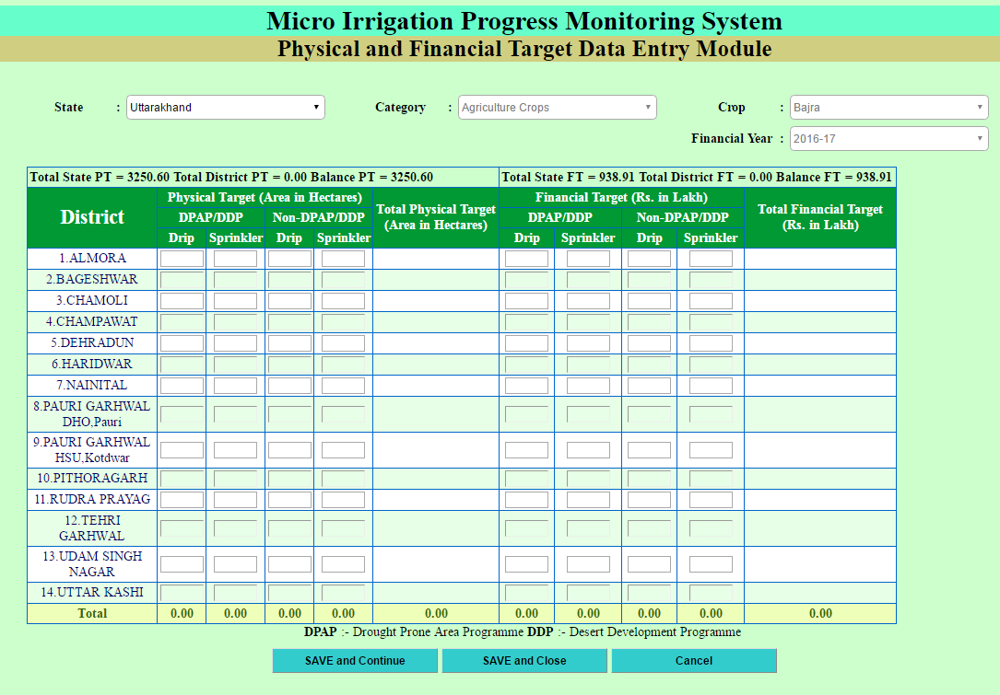 Micro Irrigation Progress Monitoring System
Physical and Financial Target Data Entry Module
State : Uttarakhand Category : Agriculture Crops Crop : Bajra
Financial Year : 2016-17
Total State PT = 3250.60 Total District PT = 0.00 Balance PT = 3250.60 Total State FT = 938.91 Total District FT = 0.00 Balance FT = 938.91
District Physical Target (Area in Hectares) Total Physical Target (Area in Hectares) Financial Target (Rs. in Lakh) Total Financial Target (Rs. in Lakh)
DPAP/DDP Non-DPAP/DDP DPAP/DDP Non-DPAP/DDP
Drip Sprinkler Drip Sprinkler Drip Sprinkler Drip Sprinkler
1.ALMORA
2.BAGESHWAR
3.CHAMOLI
4.CHAMPAWAT
5.DEHRADUN
6.HARIDWAR
7.NAINITAL
8.PAURI GARHWAL
DHO,Pauri
9.PAURI GARHWAL
HSU,Kotdwar
10.PITHORAGARH
11.RUDRA PRAYAG
12.TEHRI
GARHWAL
13.UDAM SINGH
NAGAR
14.UTTAR KASHI
Total 0.00 0.00 0.00 0.00 0.00 0.00 0.00 0.00 0.00 0.00
DPAP :- Drought Prone Area Programme DDP :- Desert Development Programme
SAVE and Continue SAVE and Close Cancel